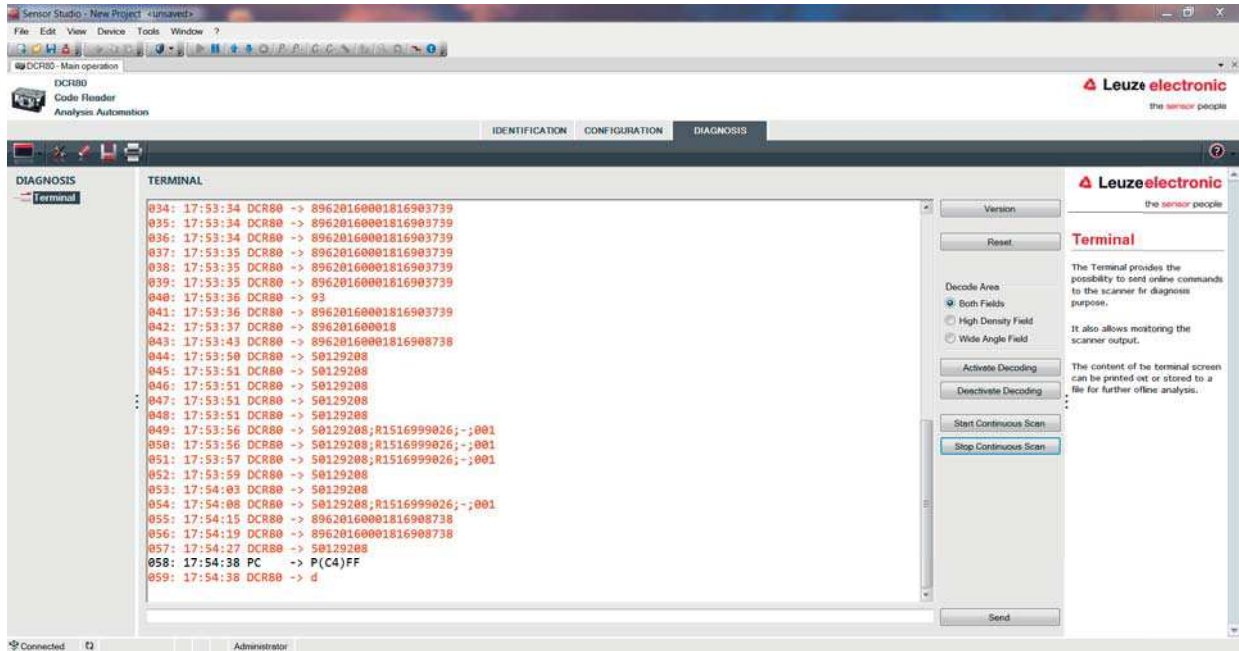 Sensor Studio - New Project <unsaved>
File Edit View Device Tools Window ?
DCR80 - Main operation
DCR80
Code Reader
Analysis Automation
Leuze electronic
the sensor people
IDENTIFICATION CONFIGURATION DIAGNOSIS
DIAGNOSIS
Terminal
TERMINAL
034: 17:53:34 DCR80 -> 89620160001816903739
035: 17:53:34 DCR80 -> 89620160001816903739
036: 17:53:34 DCR80 -> 89620160001816903739
037: 17:53:35 DCR80 -> 89620160001816903739
038: 17:53:35 DCR80 -> 89620160001816903739
039: 17:53:35 DCR80 -> 89620160001816903739
040: 17:53:36 DCR80 -> 93
041: 17:53:36 DCR80 -> 89620160001816903739
042: 17:53:37 DCR80 -> 896201600018
043: 17:53:43 DCR80 -> 89620160001816908738
044: 17:53:50 DCR80 -> 50129208
045: 17:53:51 DCR80 -> 50129208
046: 17:53:51 DCR80 -> 50129208
047: 17:53:51 DCR80 -> 50129208
048: 17:53:51 DCR80 -> 50129208
049: 17:53:56 DCR80 -> 50129208;R1516999026;-;001
050: 17:53:56 DCR80 -> 50129208;R1516999026;-;001
051: 17:53:57 DCR80 -> 50129208;R1516999026;-;001
052: 17:53:59 DCR80 -> 50129208
053: 17:54:03 DCR80 -> 50129208
054: 17:54:08 DCR80 -> 50129208;R1516999026;-;001
055: 17:54:15 DCR80 -> 89620160001816908738
056: 17:54:19 DCR80 -> 89620160001816908738
057: 17:54:27 DCR80 -> 50129208
058: 17:54:38 PC -> P(C4)FF
059: 17:54:38 DCR80 -> d
Version
Reset
Decode Area
Both Fields
High Density Field
Wide Angle Field
Activate Decoding
Deactivate Decoding
Start Continuous Scan
Stop Continuous Scan
Send
Leuze electronic
the sensor people
Terminal
The Terminal provides the
possibility to send online commands
to the scanner for diagnosis
purpose.
It also allows monitoring the
scanner output.
The content of the terminal screen
can be printed out or stored to a
file for further offline analysis.
Connected
Administrator